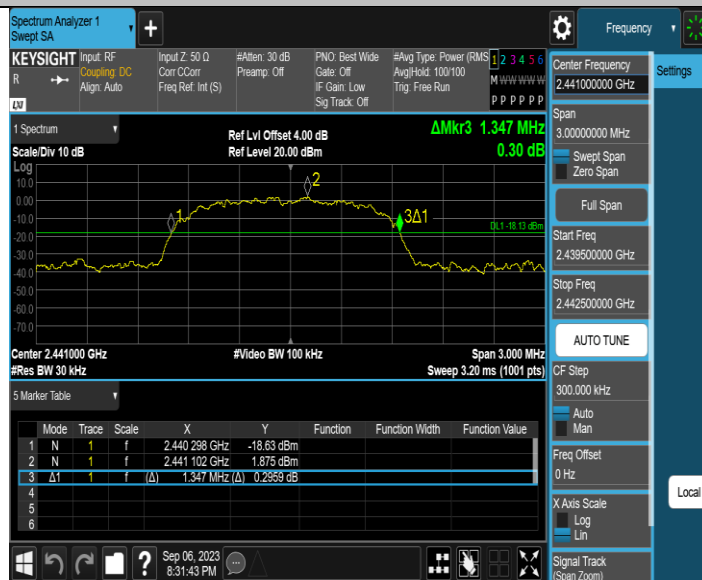 Spectrum Analyzer 1
Swept SA
+
Frequency
KEYSIGHT
R
LXI
Input: RF
Coupling: DC
Align: Auto
Input Z: 50 Ω
Corr CCorr
Freq Ref: Int (S)
#Atten: 30 dB
Preamp: Off
PNO: Best Wide
Gate: Off
IF Gain: Low
Sig Track: Off
#Avg Type: Power (RMS
Avg|Hold: 100/100
Trig: Free Run
1 2 3 4 5 6
M W W W W W
P P P P P P
1 Spectrum
Scale/Div 10 dB
Log
Ref Lvl Offset 4.00 dB
Ref Level 20.00 dBm
ΔMkr3 1.347 MHz
0.30 dB
10.0
0.00
-10.0
-20.0
-30.0
-40.0
-50.0
-60.0
-70.0
1
2
3Δ1
DL1 -18.13 dBm
Center 2.441000 GHz
#Video BW 100 kHz
Span 3.000 MHz
#Res BW 30 kHz
Sweep 3.20 ms (1001 pts)
5 Marker Table
Mode Trace Scale X Y Function Function Width Function Value
1 N 1 f 2.440 298 GHz -18.63 dBm
2 N 1 f 2.441 102 GHz 1.875 dBm
3 Δ1 1 f (Δ) 1.347 MHz (Δ) 0.2959 dB
4
5
6
?
Sep 06, 2023
8:31:43 PM
Center Frequency
2.441000000 GHz
Span
3.00000000 MHz
Swept Span
Zero Span
Full Span
Start Freq
2.439500000 GHz
Stop Freq
2.442500000 GHz
AUTO TUNE
CF Step
300.000 kHz
Auto
Man
Freq Offset
0 Hz
X Axis Scale
Log
Lin
Signal Track
(Span Zoom)
Settings
Local